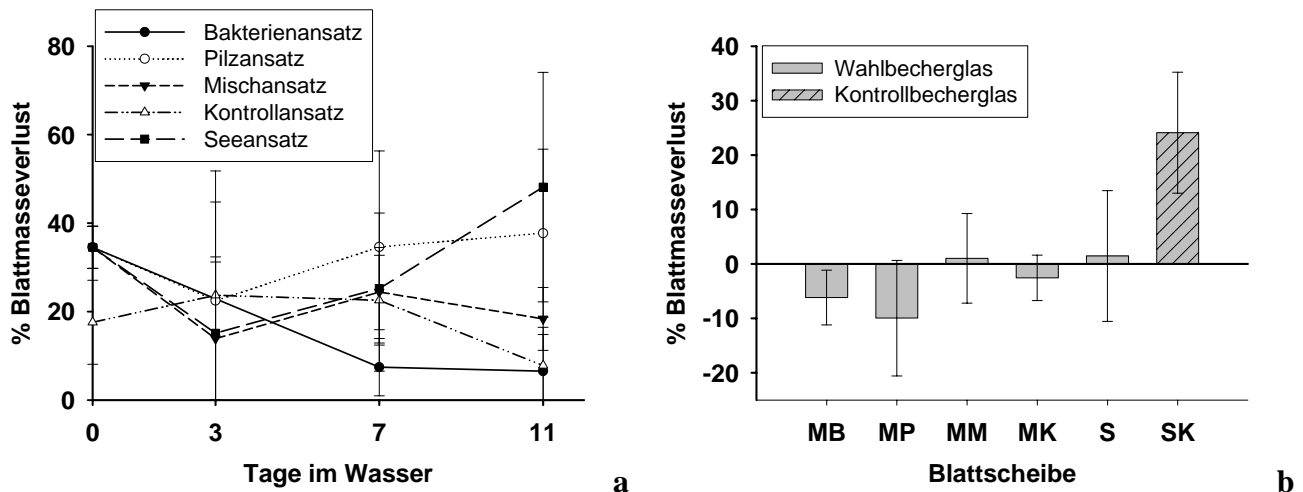 % Blattmasseverlust
80
60
40
20
0
Bakterienansatz
Pilzansatz
Mischansatz
Kontrollansatz
Seeansatz
0 3 7 11
Tage im Wasser
a
% Blattmasseverlust
40
30
20
10
0
-10
-20
Wahlbecherglas
Kontrollbecherglas
MB MP MM MK S SK
Blattscheibe
b